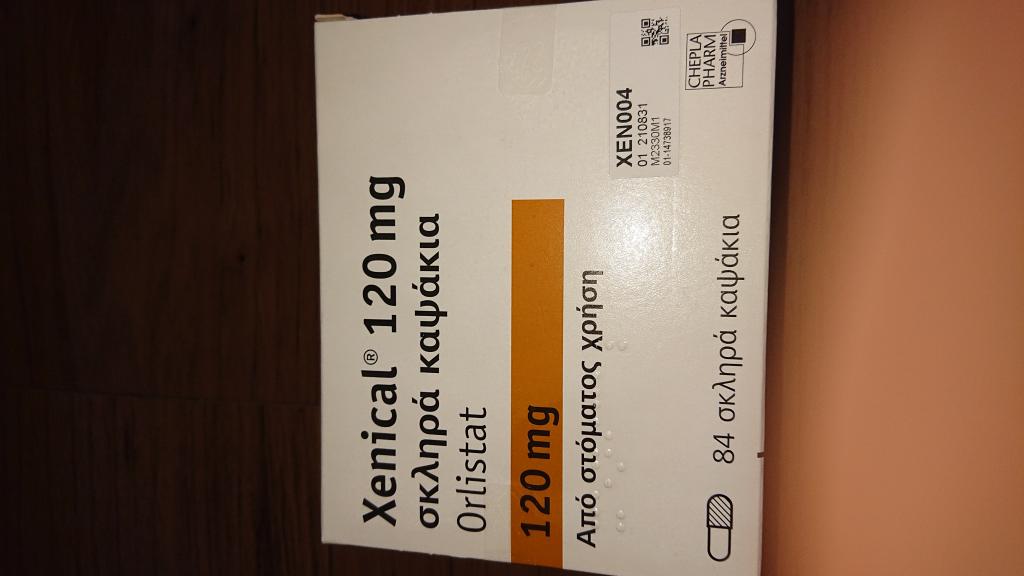 Xenical® 120 mg
σκληρά καψάκια
Orlistat
120 mg
Από στόματος χρήση
84 σκληρά καψάκια
XEN004
01 210831
M2330M1
01-14738917
CHEPLA
PHARM
Arzneimittel